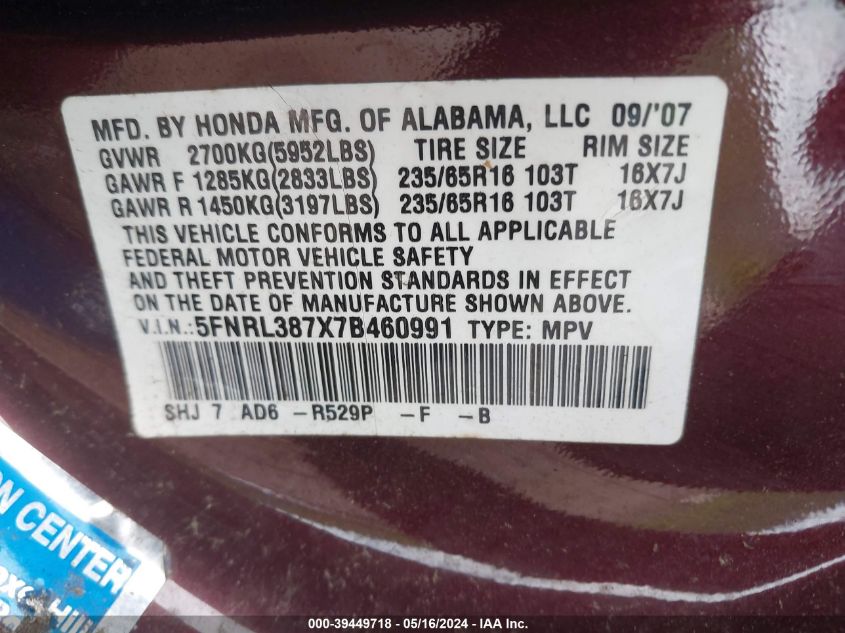 MFD. BY HONDA MFG. OF ALABAMA, LLC 09/'07
GVWR 2700KG(5952LBS) TIRE SIZE RIM SIZE
GAWR F 1285KG(2833LBS) 235/65R16 103T 16X7J
GAWR R 1450KG(3197LBS) 235/65R16 103T 16X7J
THIS VEHICLE CONFORMS TO ALL APPLICABLE
FEDERAL MOTOR VEHICLE SAFETY
AND THEFT PREVENTION STANDARDS IN EFFECT
ON THE DATE OF MANUFACTURE SHOWN ABOVE.
V.I.N.:5FNRL387X7B460991 TYPE: MPV
SHJ 7 AD6 -R529P -F -B
ON CENTER
000-39449718 - 05/16/2024 - IAA Inc.